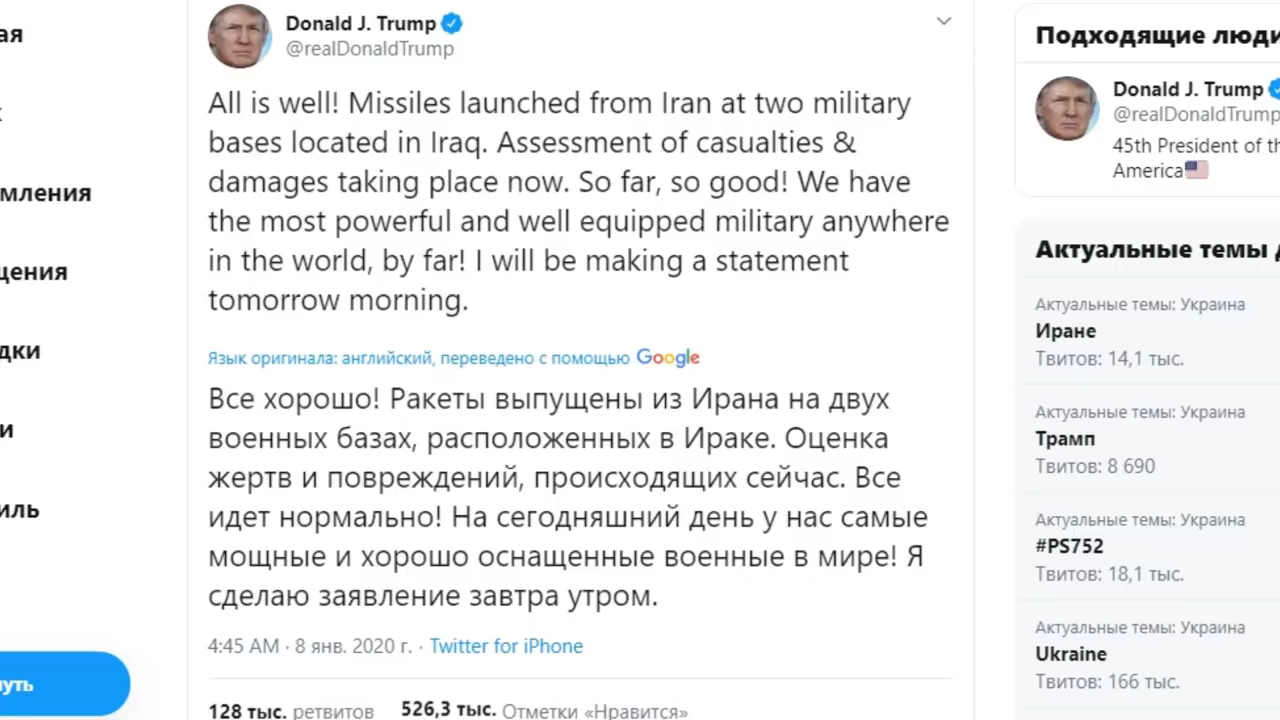 ая
Donald J. Trump
@realDonaldTrump
мления
щения
дки
и
иль
нуть
All is well! Missiles launched from Iran at two military
bases located in Iraq. Assessment of casualties &
damages taking place now. So far, so good! We have
the most powerful and well equipped military anywhere
in the world, by far! I will be making a statement
tomorrow morning.
Язык оригинала: английский, переведено с помощью Google
Все хорошо! Ракеты выпущены из Ирана на двух
военных базах, расположенных в Ираке. Оценка
жертв и повреждений, происходящих сейчас. Все
идет нормально! На сегодняшний день у нас самые
мощные и хорошо оснащенные военные в мире! Я
сделаю заявление завтра утром.
4:45 AM · 8 янв. 2020 г. · Twitter for iPhone
128 тыс. ретвитов 526,3 тыс. Отметки «Нравится»
Подходящие люди
Donald J. Trump
@realDonaldTrump
45th President of th
America
Актуальные темы д
Актуальные темы: Украина
Иране
Твитов: 14,1 тыс.
Актуальные темы: Украина
Трамп
Твитов: 8 690
Актуальные темы: Украина
#PS752
Твитов: 18,1 тыс.
Актуальные темы: Украина
Ukraine
Твитов: 166 тыс.